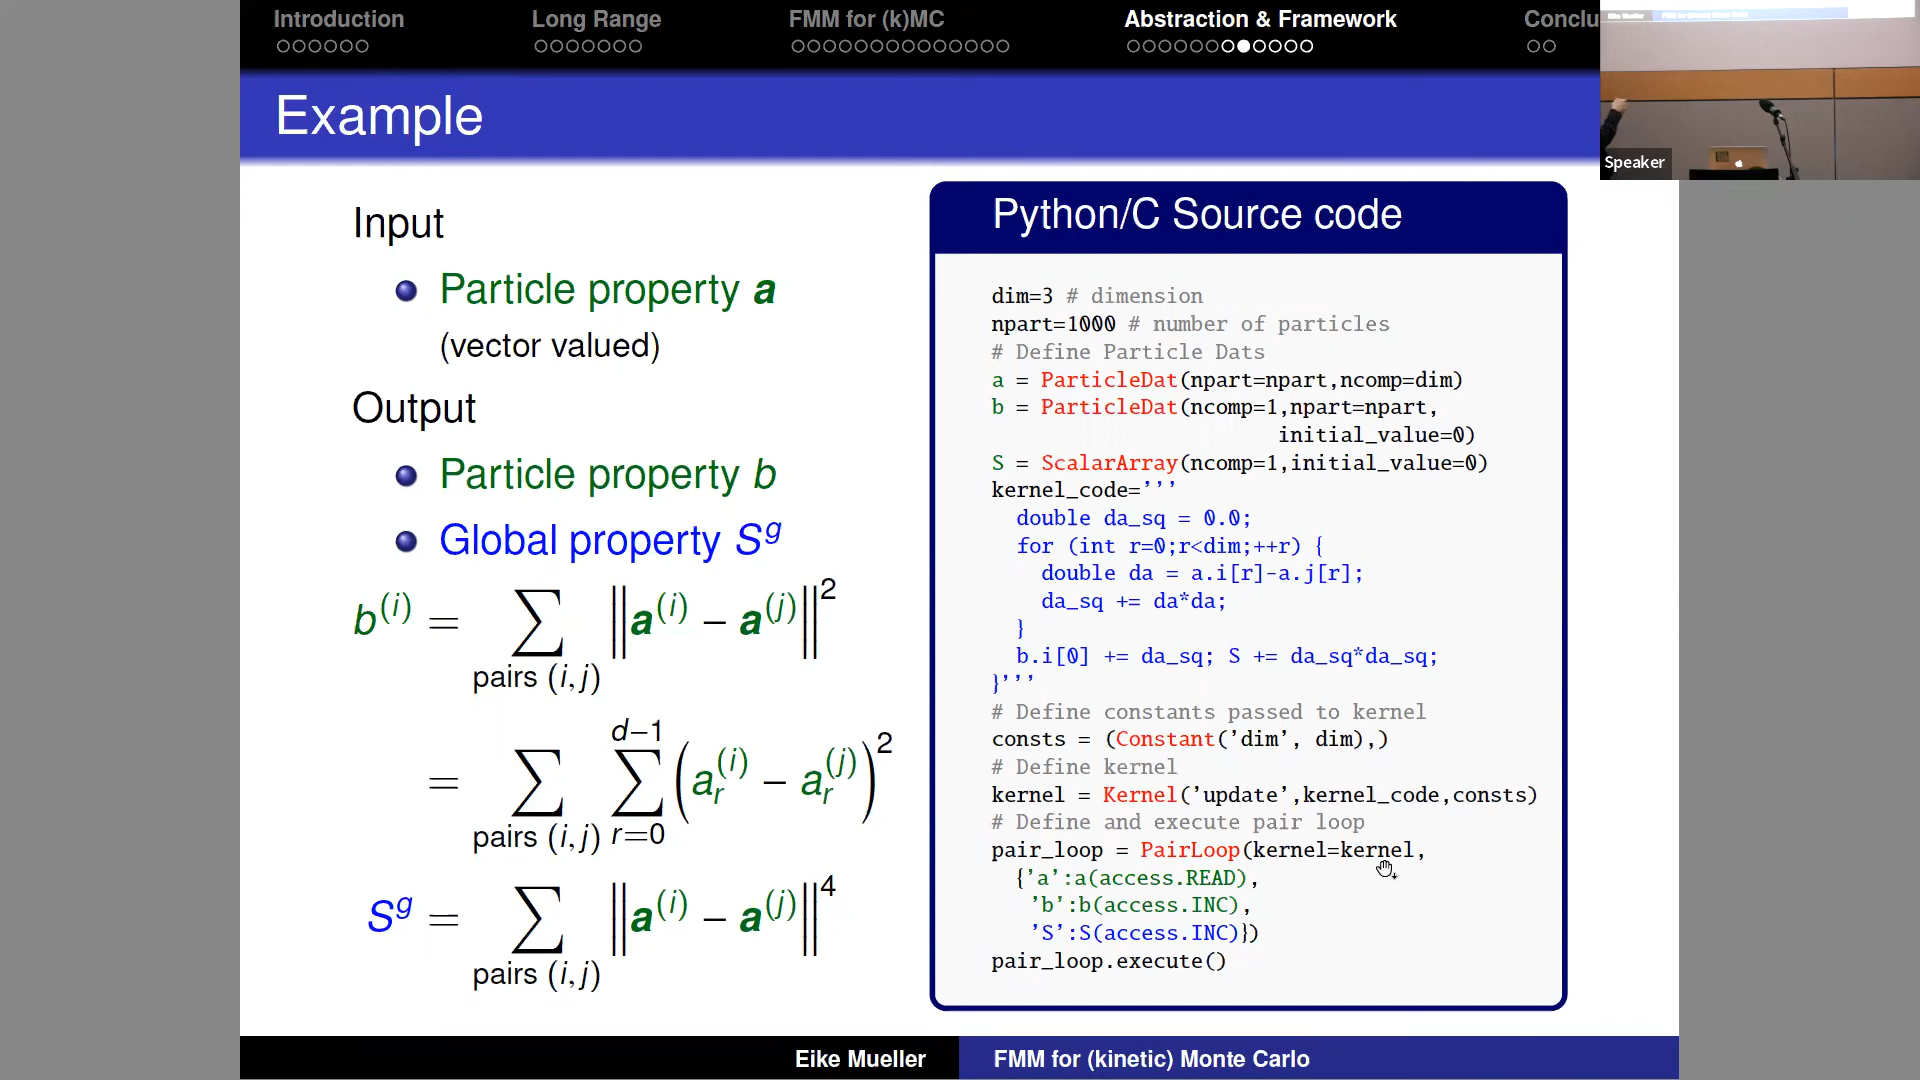 Introduction
Long Range
FMM for (k)MC
Abstraction & Framework
Conclu
Example
Speaker
Input
Particle property a
(vector valued)
Output
Particle property b
Global property S^g
b^(i) = ∑ ‖a^(i) – a^(j)‖²
pairs (i,j)
d–1
= ∑ ∑ (a_r^(i) – a_r^(j))²
pairs (i,j) r=0
S^g = ∑ ‖a^(i) – a^(j)‖⁴
pairs (i,j)
Python/C Source code
dim=3 # dimension
npart=1000 # number of particles
# Define Particle Dats
a = ParticleDat(npart=npart,ncomp=dim)
b = ParticleDat(ncomp=1,npart=npart,
initial_value=0)
S = ScalarArray(ncomp=1,initial_value=0)
kernel_code='''
double da_sq = 0.0;
for (int r=0;r<dim;++r) {
double da = a.i[r]-a.j[r];
da_sq += da*da;
}
b.i[0] += da_sq; S += da_sq*da_sq;
}'''
# Define constants passed to kernel
consts = (Constant('dim', dim),)
# Define kernel
kernel = Kernel('update',kernel_code,consts)
# Define and execute pair loop
pair_loop = PairLoop(kernel=kernel,
{'a':a(access.READ),
'b':b(access.INC),
'S':S(access.INC)})
pair_loop.execute()
Eike Mueller
FMM for (kinetic) Monte Carlo